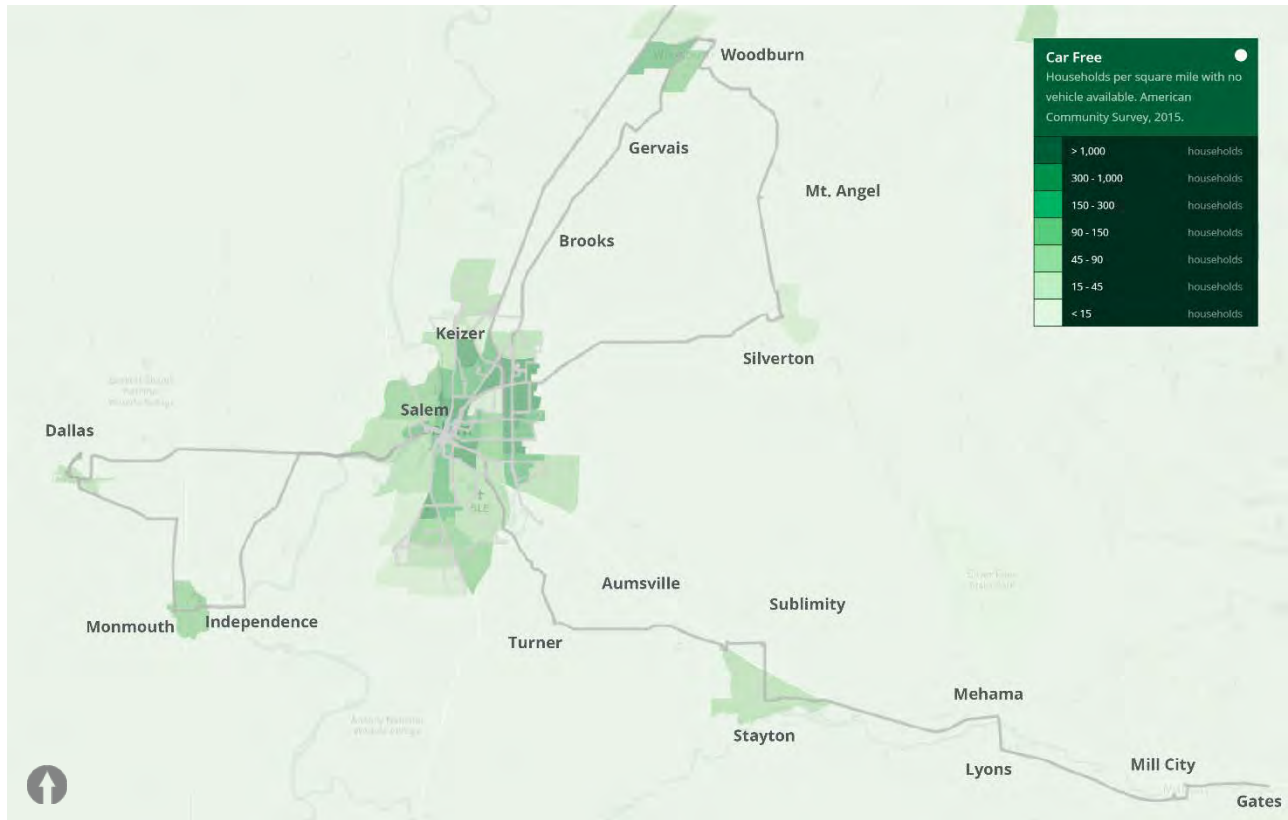 Woodburn
Gervais
Mt. Angel
Brooks
Keizer
Silverton
Salem
Dallas
SLE
Aumsville
Sublimity
Monmouth
Independence
Turner
Stayton
Mehama
Lyons
Mill City
Gates
Car Free
Households per square mile with no
vehicle available. American
Community Survey, 2015.
> 1,000 households
300 - 1,000 households
150 - 300 households
90 - 150 households
45 - 90 households
15 - 45 households
< 15 households